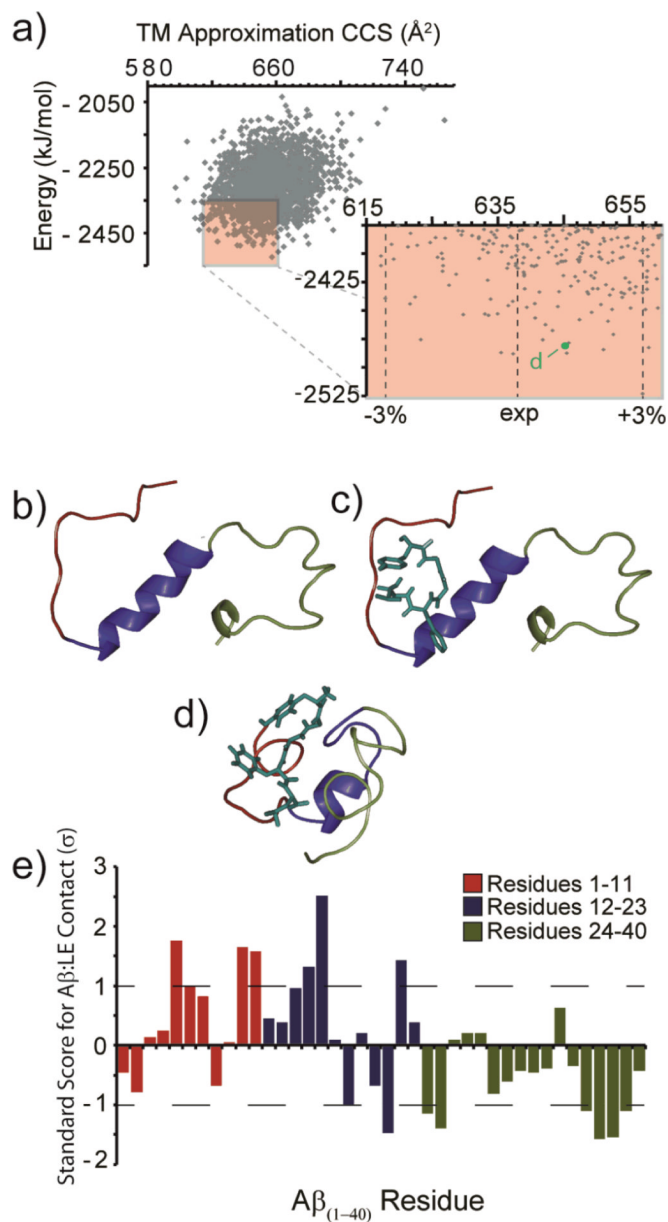 a)
TM Approximation CCS (Å²)
580 660 740
Energy (kJ/mol)
- 2050
- 2250
- 2450
615 635 655
-2425
d
-2525
-3% exp +3%
b)
c)
d)
e)
Standard Score for Aβ:LE Contact (σ)
3
2
1
0
-1
-2
Residues 1-11
Residues 12-23
Residues 24-40
Aβ(1–40) Residue